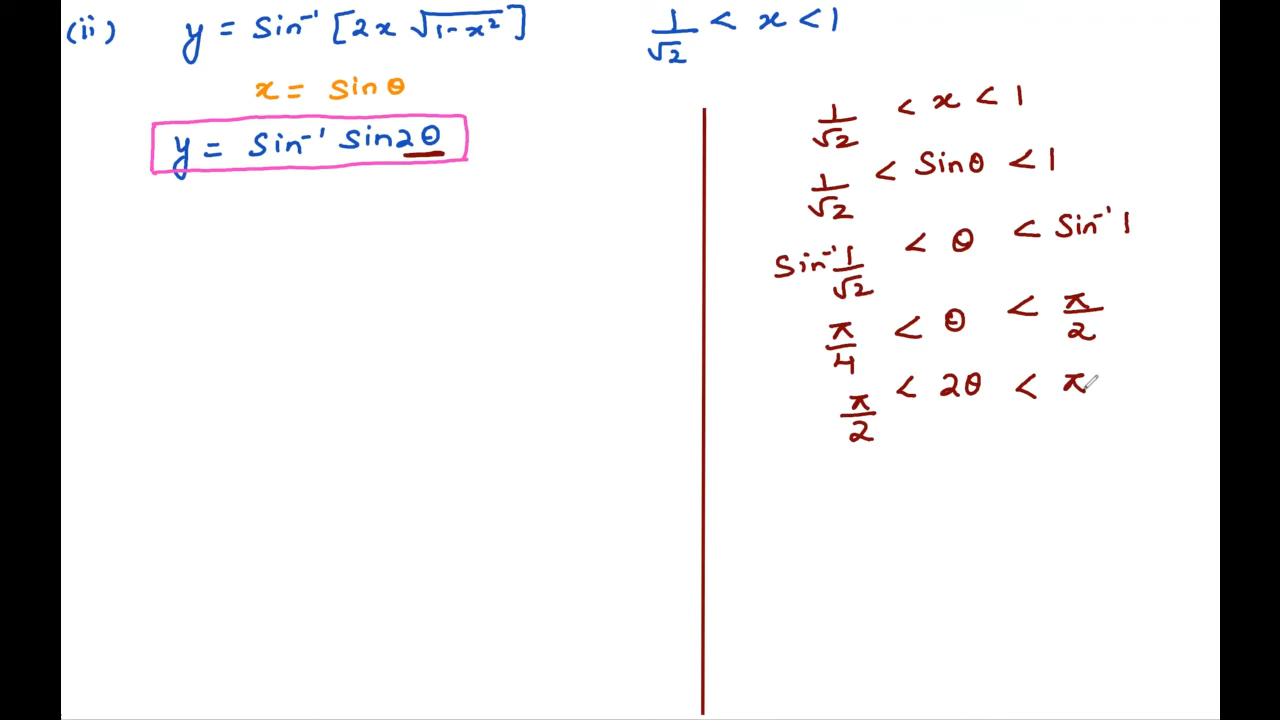 (ii) y = Sin⁻¹ [2x √(1-x²)] 1/√2 < x < 1
x = Sin θ
y = Sin⁻¹ Sin2θ
1/√2 < x < 1
1/√2 < Sinθ < 1
Sin⁻¹ 1/√2 < θ < Sin⁻¹ 1
π/4 < θ < π/2
π/2 < 2θ < π